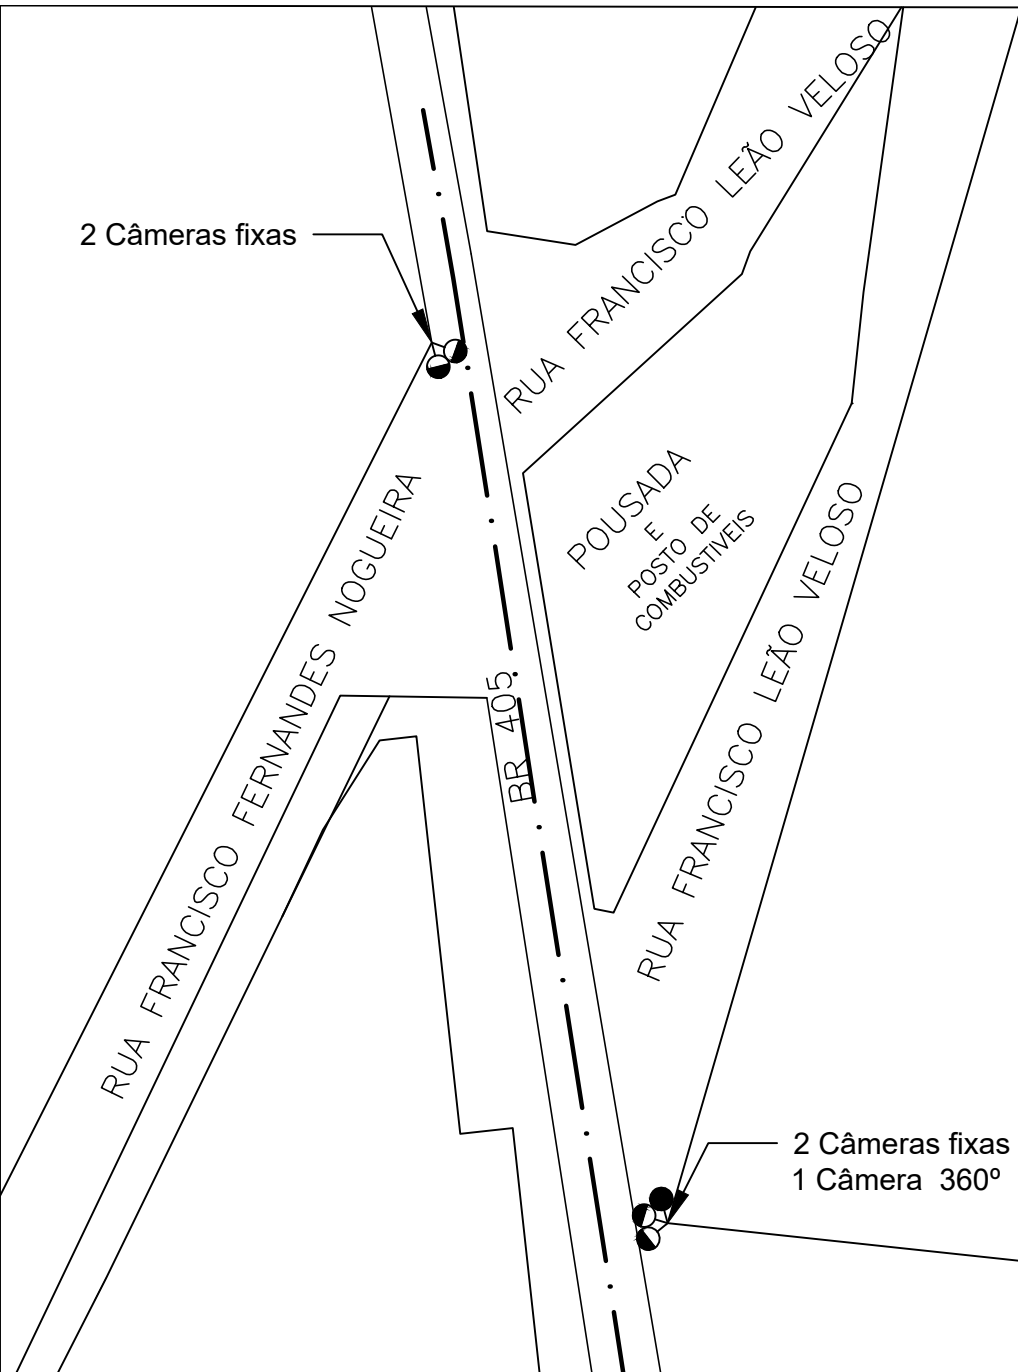 2 Câmeras fixas
RUA FRANCISCO LEÃO VELOSO
POUSADA
E
POSTO DE
COMBUSTIVEIS
RUA FRANCISCO FERNANDES NOGUEIRA
BR 405
RUA FRANCISCO LEÃO VELOSO
2 Câmeras fixas
1 Câmera 360º